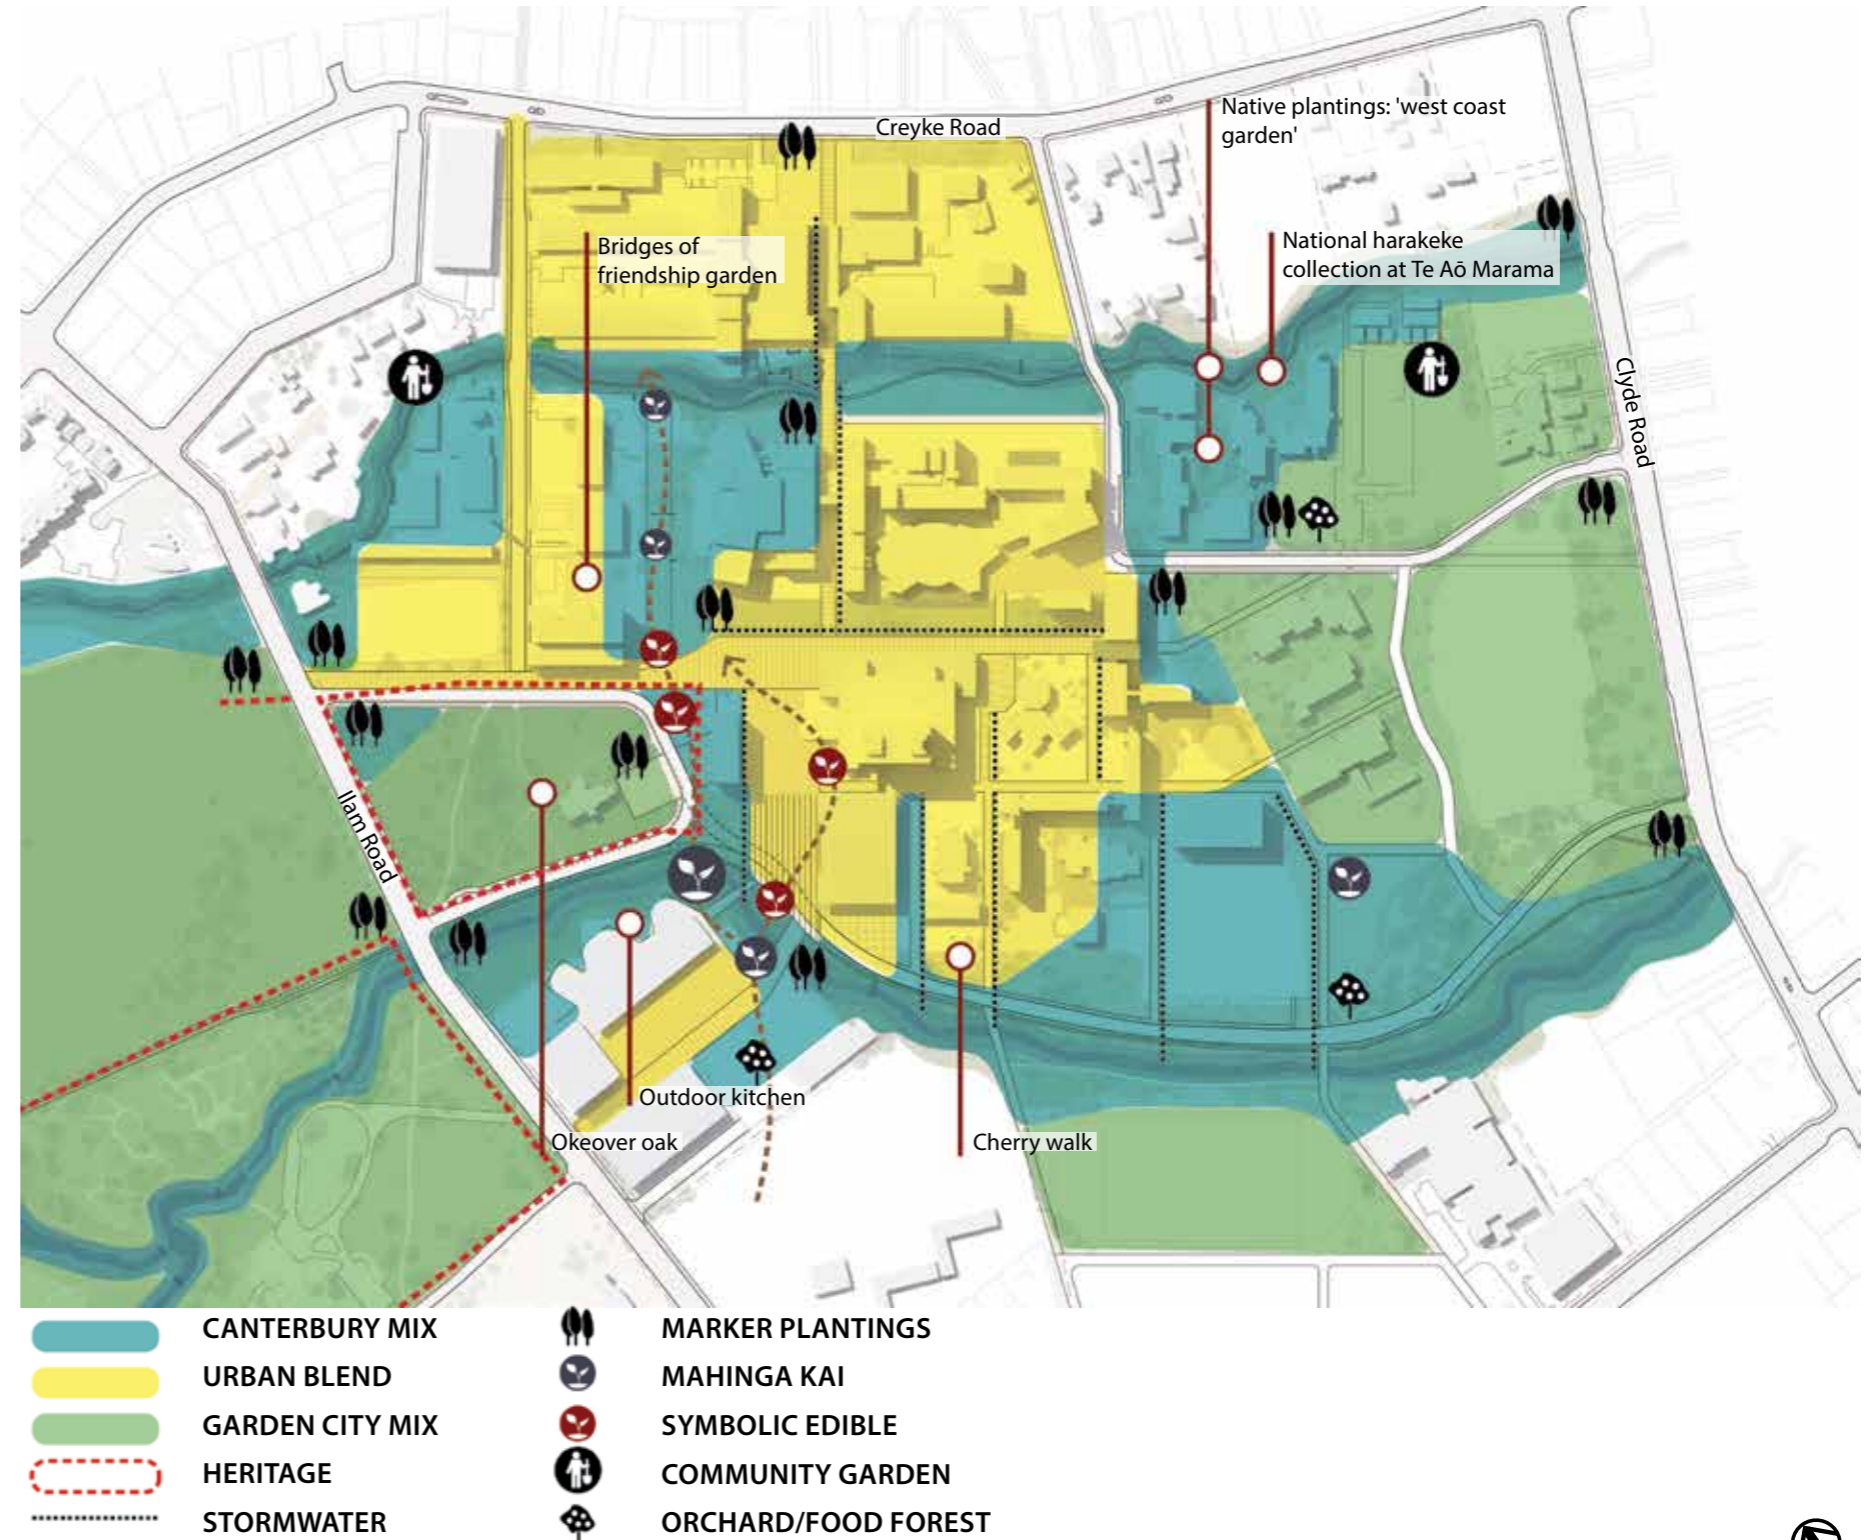 Creyke Road
Native plantings: 'west coast
garden'
Bridges of
friendship garden
National harakeke
collection at Te Aō Marama
Clyde Road
Ilam Road
Outdoor kitchen
Okeover oak
Cherry walk
CANTERBURY MIX
URBAN BLEND
GARDEN CITY MIX
HERITAGE
STORMWATER
MARKER PLANTINGS
MAHINGA KAI
SYMBOLIC EDIBLE
COMMUNITY GARDEN
ORCHARD/FOOD FOREST